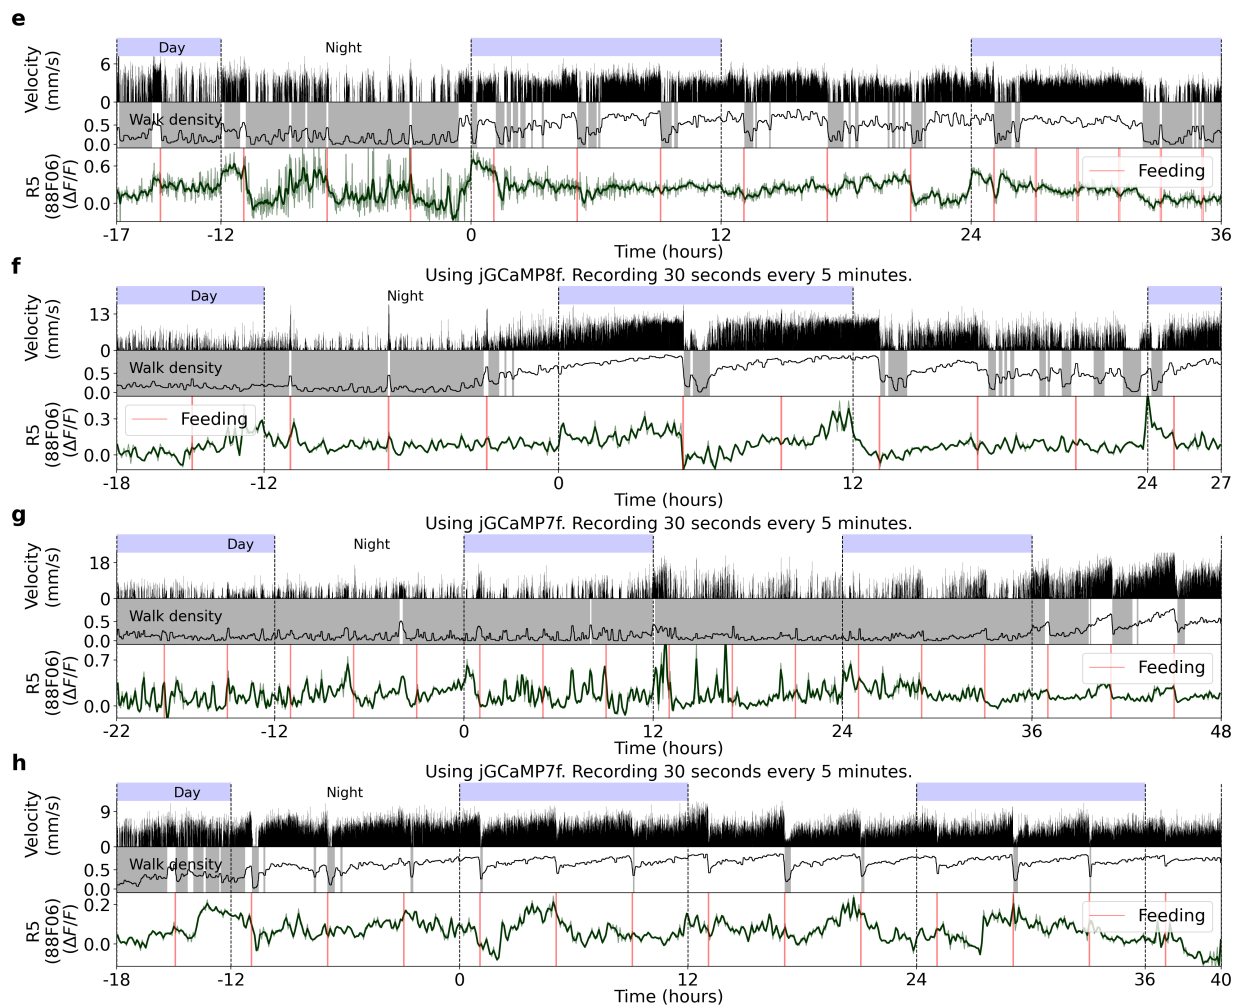 e
Day
Night
Velocity
(mm/s)
6
0
Walk density
0.5
0.0
R5
(88F06)
(ΔF/F)
0.6
0.0
Feeding
-17
-12
0
12
24
36
Time (hours)
f
Using jGCaMP8f. Recording 30 seconds every 5 minutes.
Day
Night
Velocity
(mm/s)
13
0
Walk density
0.5
0.0
R5
(88F06)
(ΔF/F)
0.3
0.0
Feeding
-18
-12
0
12
24
27
Time (hours)
g
Using jGCaMP7f. Recording 30 seconds every 5 minutes.
Day
Night
Velocity
(mm/s)
18
0
Walk density
0.5
0.0
R5
(88F06)
(ΔF/F)
0.7
0.0
Feeding
-22
-12
0
12
24
36
48
Time (hours)
h
Using jGCaMP7f. Recording 30 seconds every 5 minutes.
Day
Night
Velocity
(mm/s)
9
0
Walk density
0.5
0.0
R5
(88F06)
(ΔF/F)
0.2
0.0
Feeding
-18
-12
0
12
24
36
40
Time (hours)